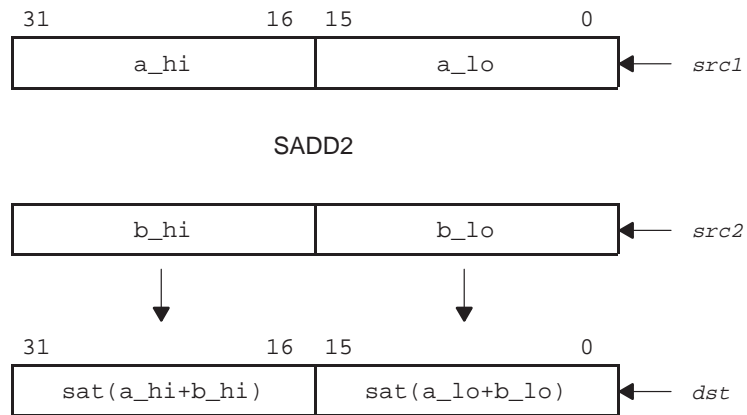 31 16 15 0
a_hi a_lo src1
SADD2
b_hi b_lo src2
31 16 15 0
sat(a_hi+b_hi) sat(a_lo+b_lo) dst